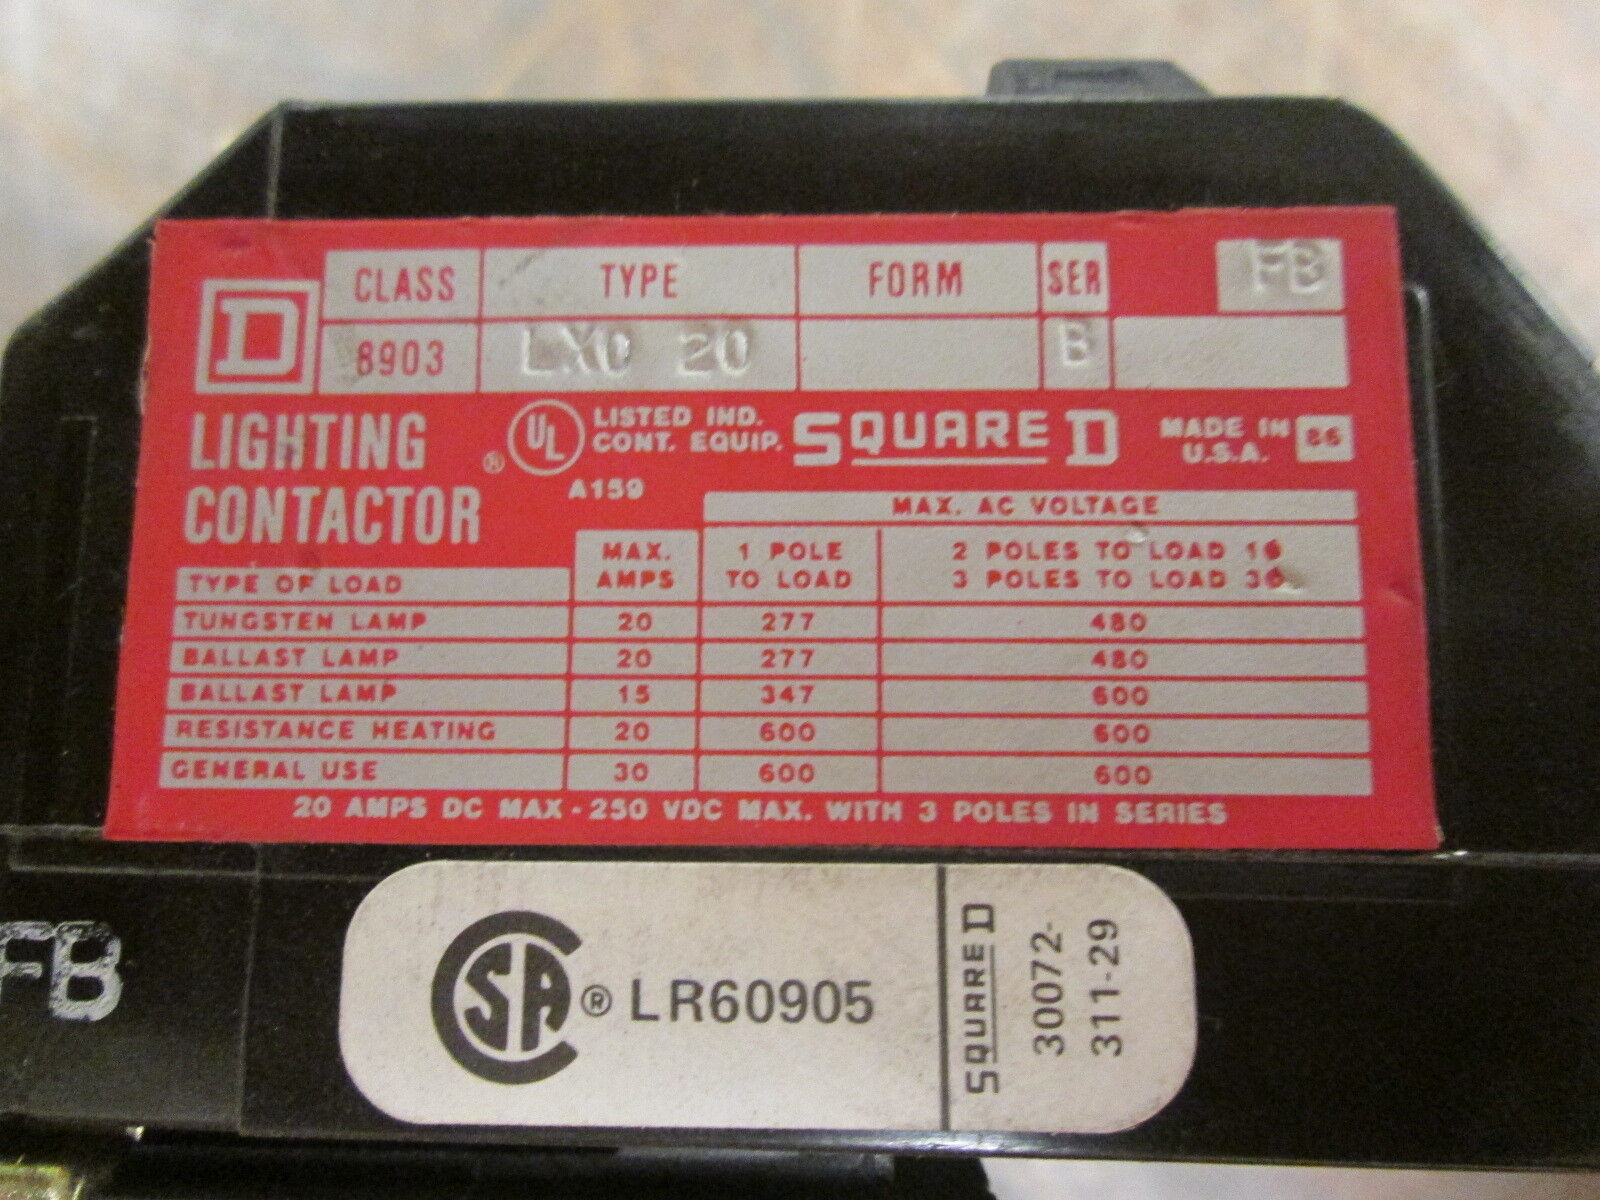 FB
D
CLASS TYPE FORM SER
8903 LXO 20 B
LIGHTING
CONTACTOR
®
UL
LISTED IND.
CONT. EQUIP.
A159
SQUARE D
MADE IN
U.S.A.
86
MAX. AC VOLTAGE
TYPE OF LOAD
MAX.
AMPS
1 POLE
TO LOAD
2 POLES TO LOAD 1ϕ
3 POLES TO LOAD 3ϕ
TUNGSTEN LAMP 20 277 480
BALLAST LAMP 20 277 480
BALLAST LAMP 15 347 600
RESISTANCE HEATING 20 600 600
GENERAL USE 30 600 600
20 AMPS DC MAX - 250 VDC MAX. WITH 3 POLES IN SERIES
FB
CSA ® LR60905
SQUARE D
30072-
311-29